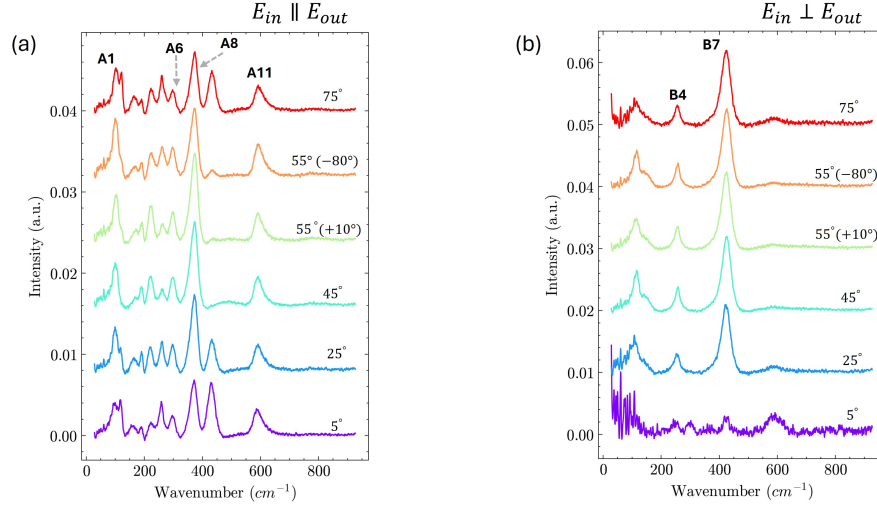 E_in ∥ E_out
(a)
A1
A6
A8
A11
75°
55° (−80°)
55°(+10°)
45°
25°
5°
0.04
0.03
0.02
0.01
0.00
Intensity (a.u.)
0 200 400 600 800
Wavenumber (cm⁻¹)
E_in ⊥ E_out
(b)
B7
B4
75°
55°(−80°)
55°(+10°)
45°
25°
5°
0.06
0.05
0.04
0.03
0.02
0.01
0.00
Intensity (a.u.)
0 200 400 600 800
Wavenumber (cm⁻¹)